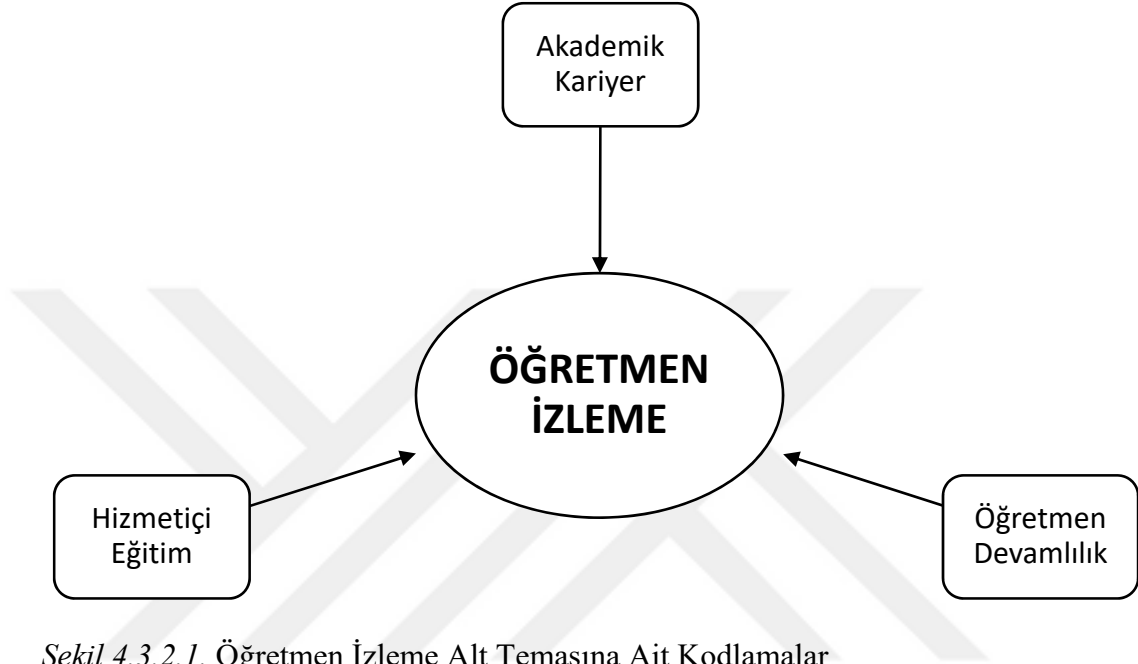 Akademik
Kariyer
ÖĞRETMEN
İZLEME
Hizmetiçi
Eğitim
Öğretmen
Devamlılık
Şekil 4.3.2.1. Öğretmen İzleme Alt Temasına Ait Kodlamalar